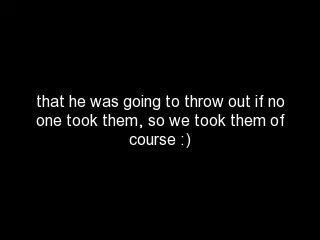 that he was going to throw out if no
one took them, so we took them of
course :)